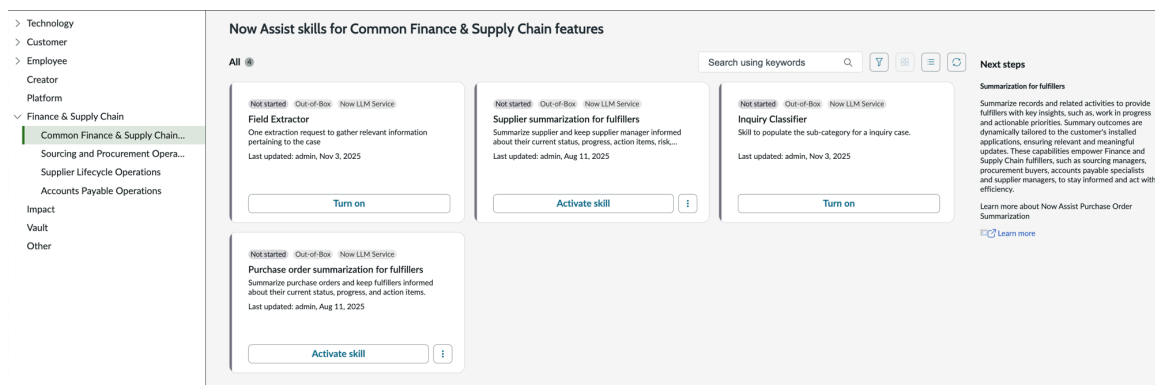 Technology
Customer
Employee
Creator
Platform
Finance & Supply Chain
Common Finance & Supply Chain...
Sourcing and Procurement Opera...
Supplier Lifecycle Operations
Accounts Payable Operations
Impact
Vault
Other
Now Assist skills for Common Finance & Supply Chain features
All 4
Search using keywords
Not started Out-of-Box Now LLM Service
Field Extractor
One extraction request to gather relevant information
pertaining to the case
Last updated: admin, Nov 3, 2025
Turn on
Not started Out-of-Box Now LLM Service
Supplier summarization for fulfillers
Summarize supplier and keep supplier manager informed
about their current status, progress, action items, risk,...
Last updated: admin, Aug 11, 2025
Activate skill
Not started Out-of-Box Now LLM Service
Inquiry Classifier
Skill to populate the sub-category for a inquiry case.
Last updated: admin, Nov 3, 2025
Turn on
Not started Out-of-Box Now LLM Service
Purchase order summarization for fulfillers
Summarize purchase orders and keep fulfillers informed
about their current status, progress, and action items.
Last updated: admin, Aug 11, 2025
Activate skill
Next steps
Summarization for fulfillers
Summarize records and related activities to provide
fulfillers with key insights, such as, work in progress
and actionable priorities. Summary outcomes are
dynamically tailored to the customer's installed
applications, ensuring relevant and meaningful
updates. These capabilities empower Finance and
Supply Chain fulfillers, such as sourcing managers,
procurement buyers, accounts payable specialists
and supplier managers, to stay informed and act with
efficiency.
Learn more about Now Assist Purchase Order
Summarization
Learn more